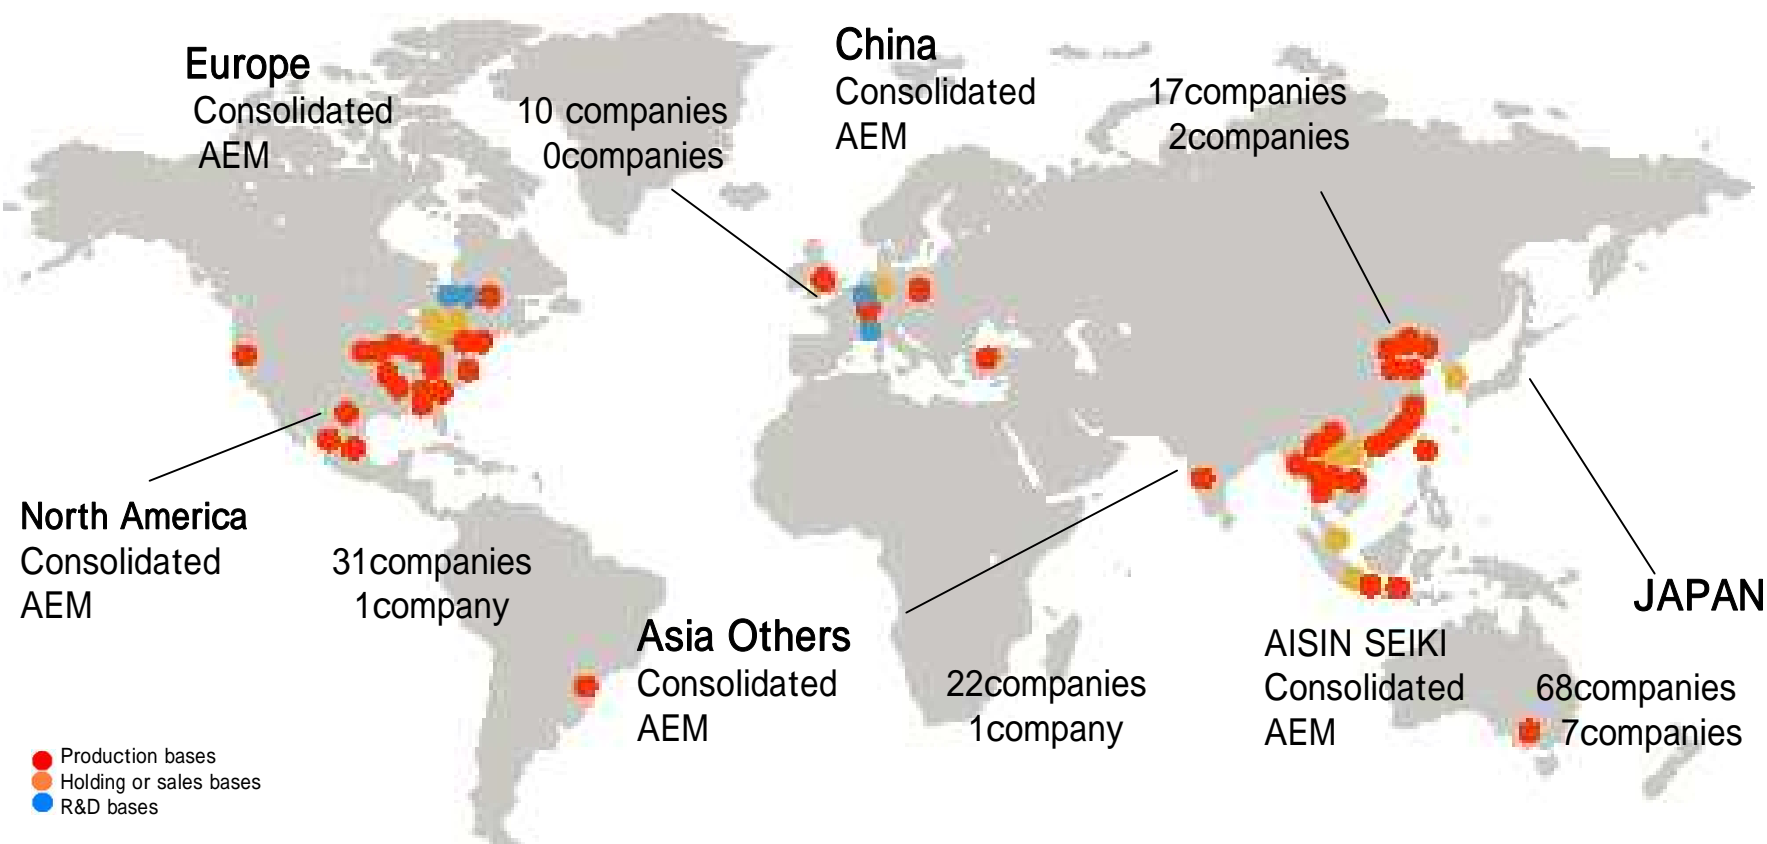 Europe
Consolidated 10 companies
AEM 0companies
China
Consolidated 17companies
AEM 2companies
North America
Consolidated 31companies
AEM 1company
Asia Others
Consolidated 22companies
AEM 1company
JAPAN
AISIN SEIKI
Consolidated 68companies
AEM 7companies
Production bases
Holding or sales bases
R&D bases